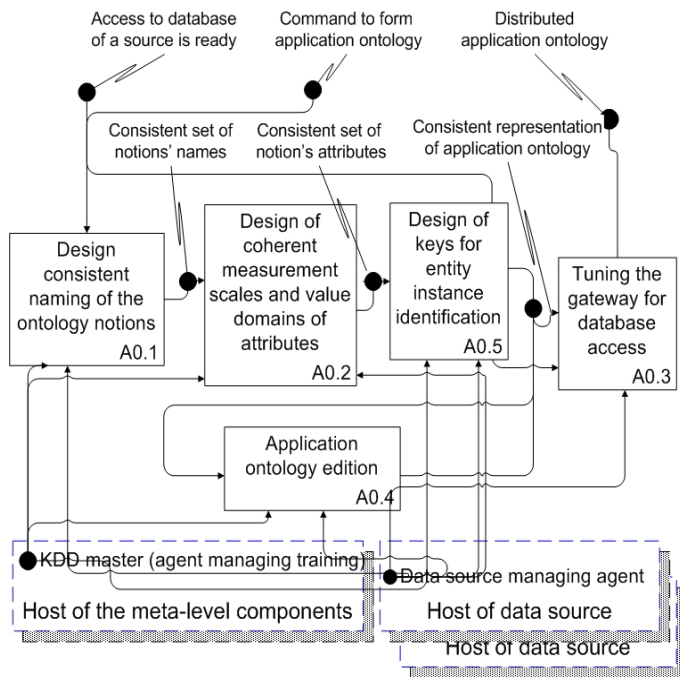 Access to database
of a source is ready
Command to form
application ontology
Distributed
application ontology
Consistent set of
notions' names
Consistent set of
notion's attributes
Consistent representation
of application ontology
Design
consistent
naming of the
ontology notions
A0.1
Design of
coherent
measurement
scales and value
domains of
attributes
A0.2
Design of
keys for
entity
instance
identification
A0.5
Tuning the
gateway for
database
access
A0.3
Application
ontology edition
A0.4
KDD master (agent managing training)
Host of the meta-level components
Data source managing agent
Host of data source
Host of data source